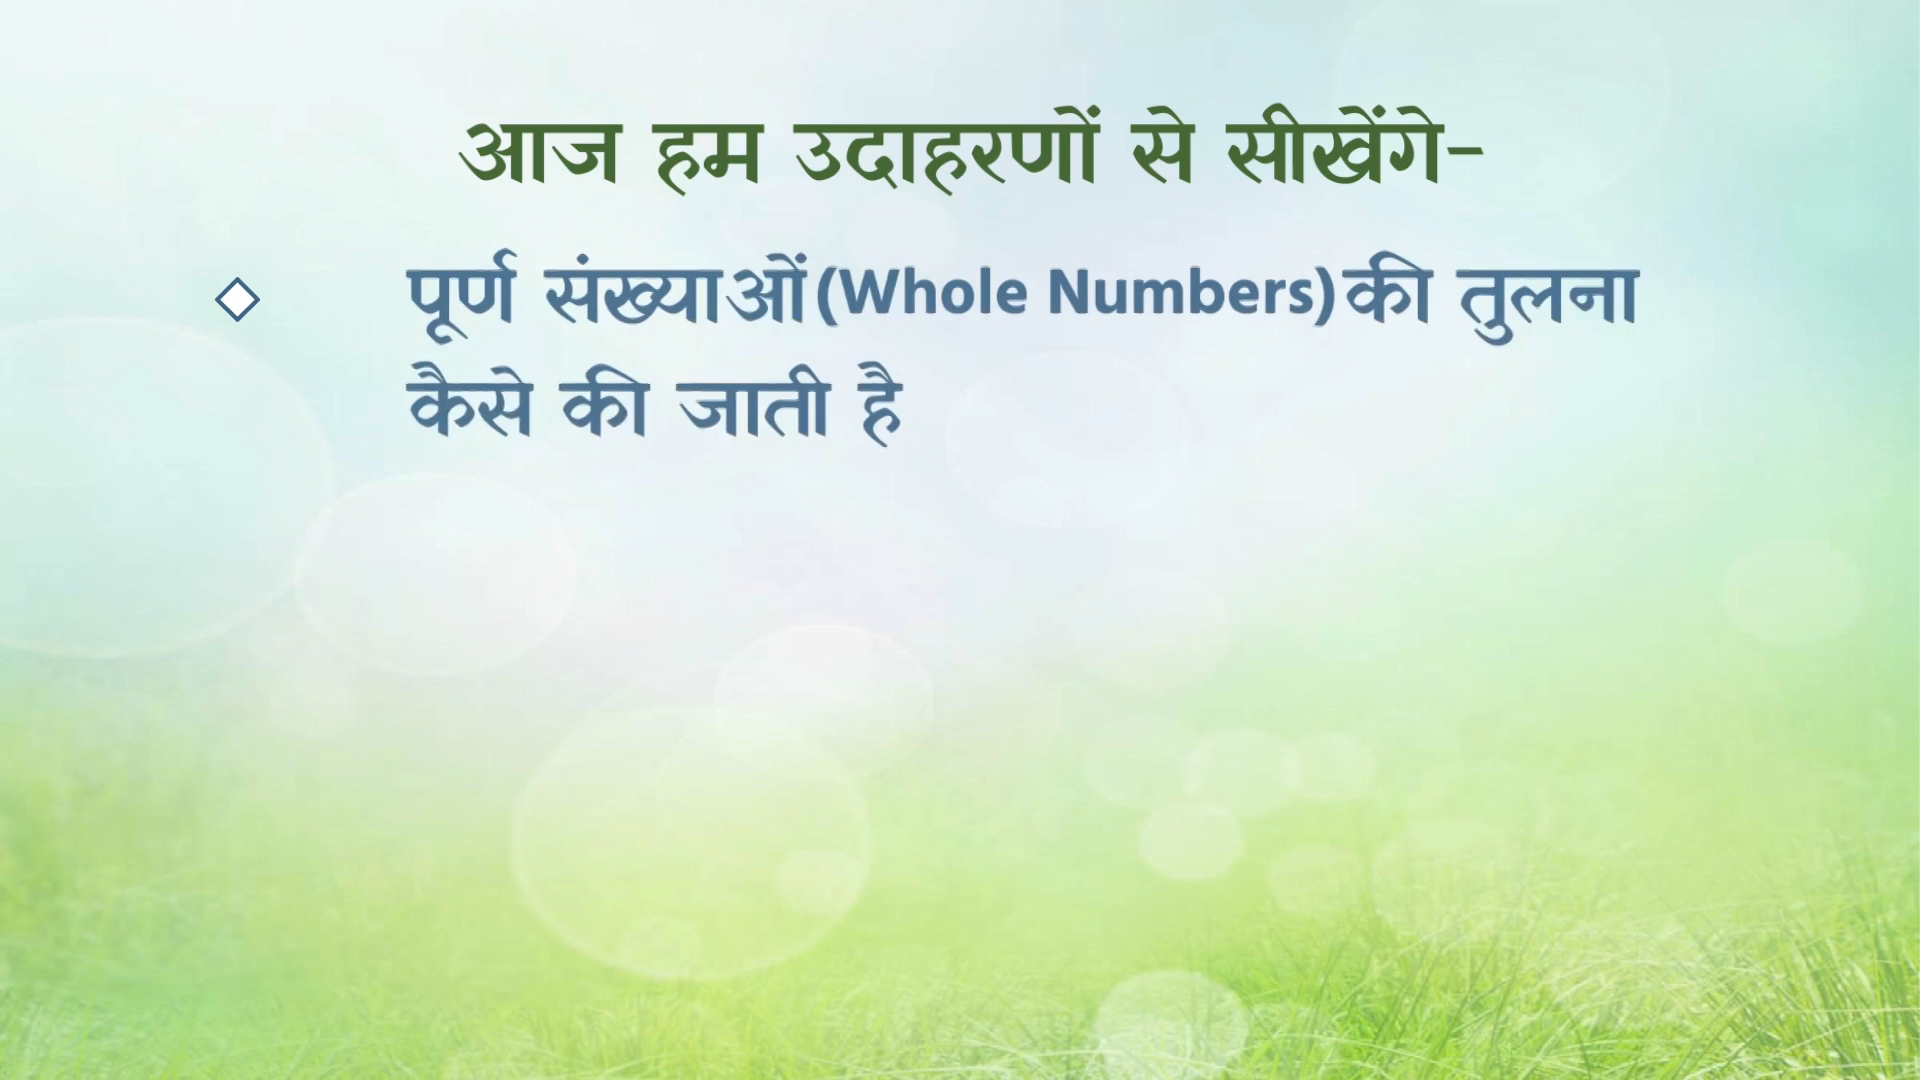 आज हम उदाहरणों से सीखेंगे-
पूर्ण संख्याओं(Whole Numbers)की तुलना
कैसे की जाती है